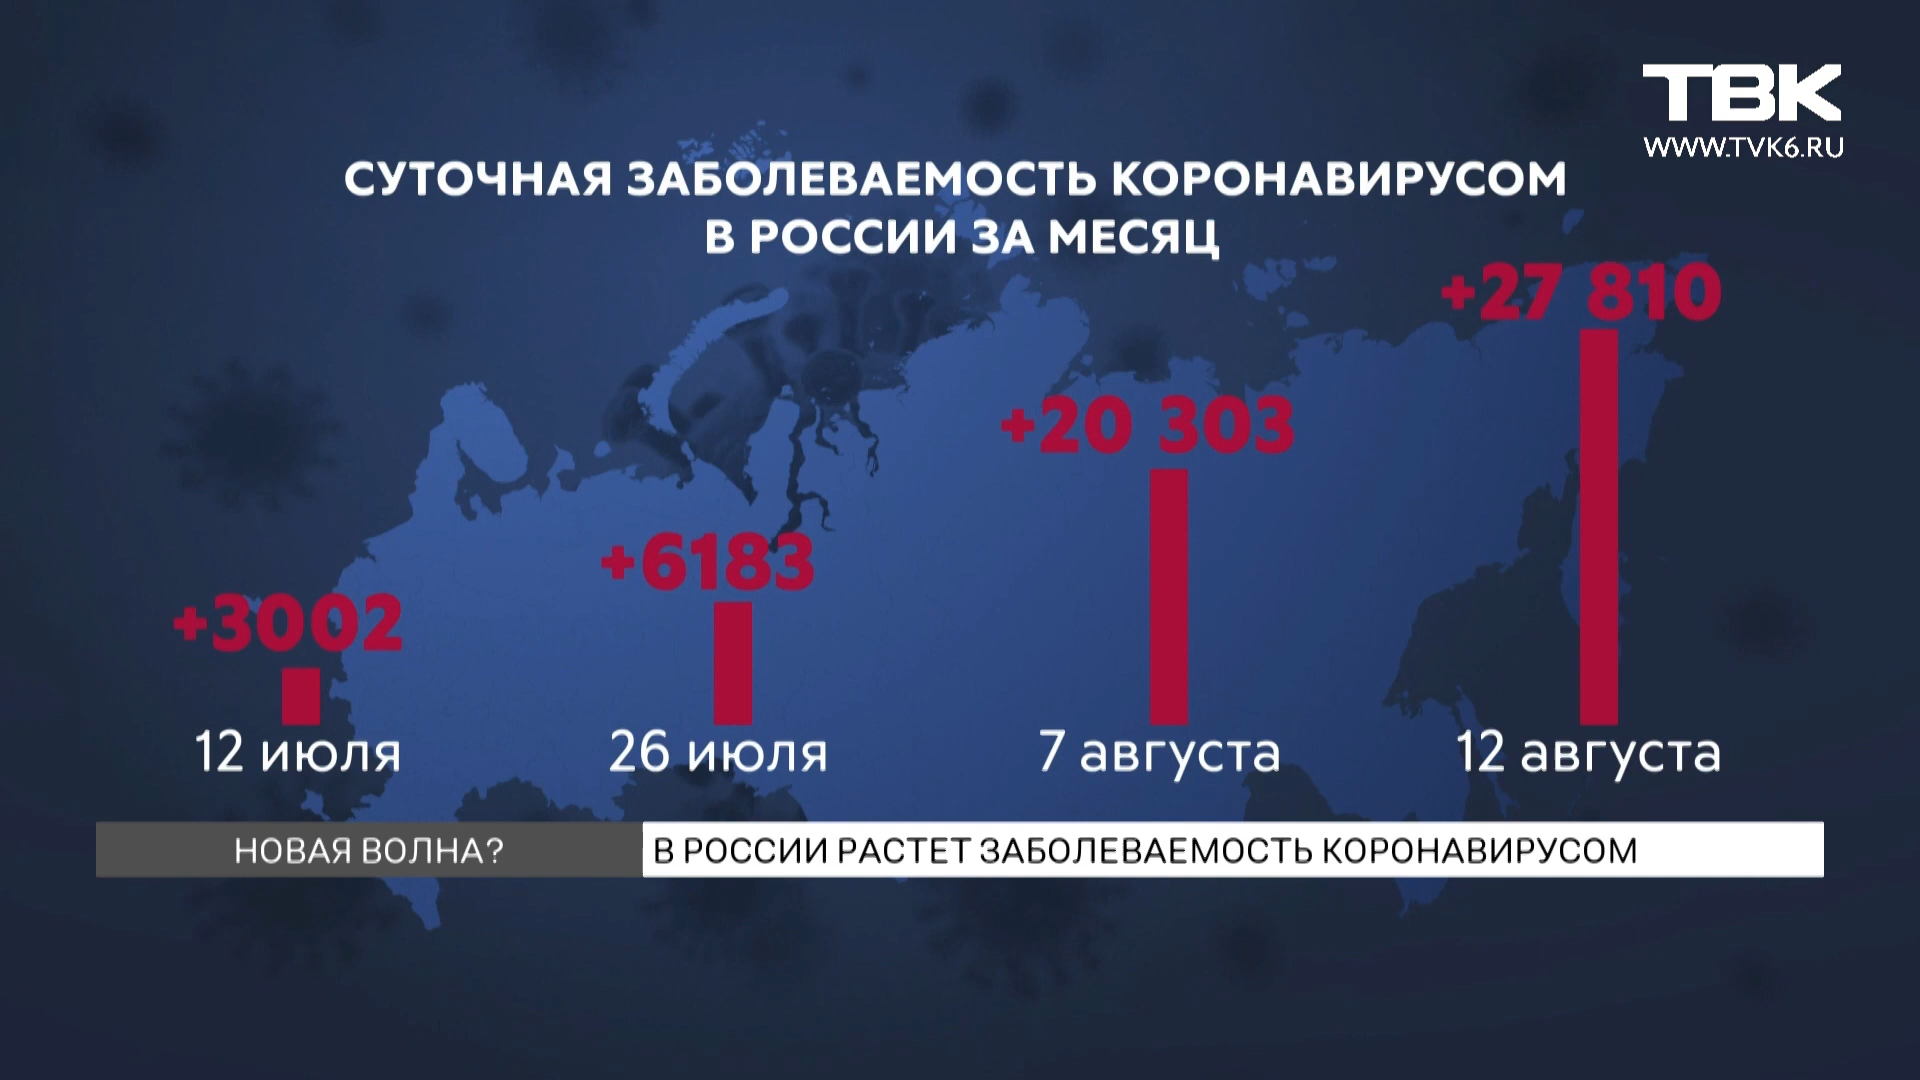 ТВК
WWW.TVK6.RU
СУТОЧНАЯ ЗАБОЛЕВАЕМОСТЬ КОРОНАВИРУСОМ
В РОССИИ ЗА МЕСЯЦ
+3002
+6183
+20 303
+27 810
12 июля
26 июля
7 августа
12 августа
НОВАЯ ВОЛНА?
В РОССИИ РАСТЕТ ЗАБОЛЕВАЕМОСТЬ КОРОНАВИРУСОМ